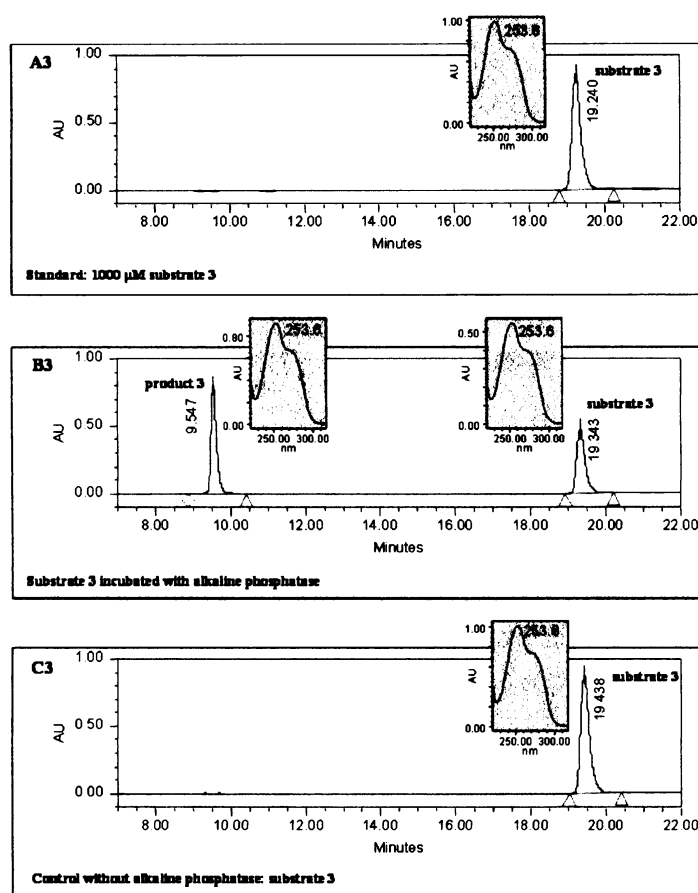 A3
1.00
0.50
0.00
AU
8.00 10.00 12.00 14.00 16.00 18.00 20.00 22.00
Minutes
1.00
0.00
AU
253.6
250.00 300.00
nm
substrate 3
19.240
Standard: 1000 µM substrate 3
B3
1.00
0.50
0.00
AU
8.00 10.00 12.00 14.00 16.00 18.00 20.00 22.00
Minutes
product 3
9.547
0.80
0.00
AU
253.6
250.00 300.00
nm
0.50
0.00
AU
253.6
250.00 300.00
nm
substrate 3
19.343
Substrate 3 incubated with alkaline phosphatase
C3
1.00
0.50
0.00
AU
8.00 10.00 12.00 14.00 16.00 18.00 20.00 22.00
Minutes
1.00
0.00
AU
253.6
250.00 300.00
nm
substrate 3
19.438
Control without alkaline phosphatase: substrate 3